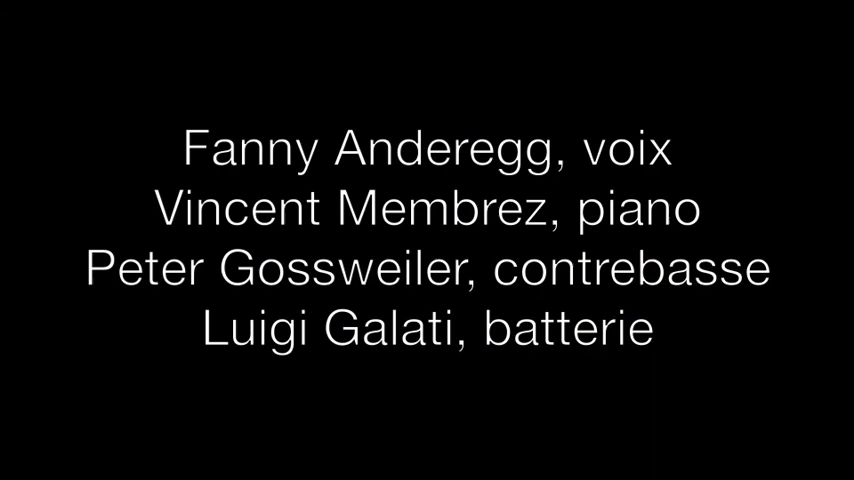 Fanny Anderegg, voix
Vincent Membrez, piano
Peter Gossweiler, contrebasse
Luigi Galati, batterie